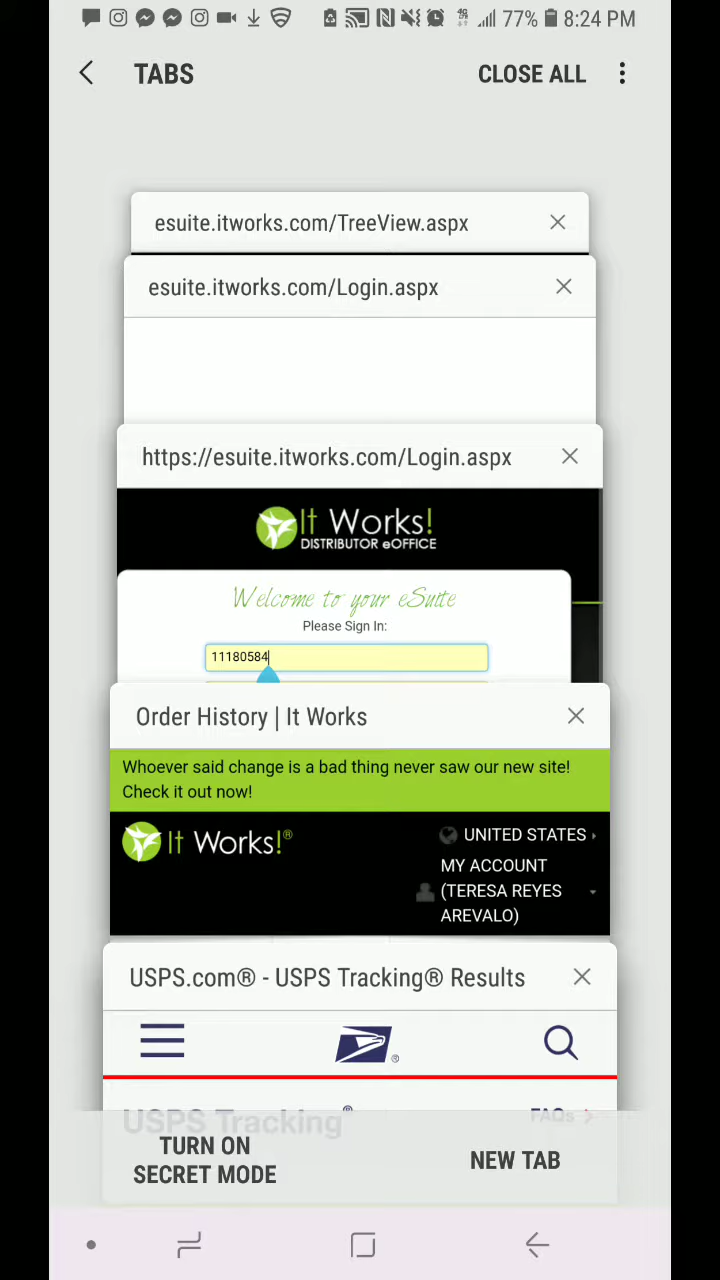 77% 8:24 PM
TABS
CLOSE ALL
esuite.itworks.com/TreeView.aspx
esuite.itworks.com/Login.aspx
https://esuite.itworks.com/Login.aspx
It Works!
DISTRIBUTOR eOFFICE
Welcome to your eSuite
Please Sign In:
11180584
Order History | It Works
Whoever said change is a bad thing never saw our new site!
Check it out now!
It Works!®
UNITED STATES
MY ACCOUNT
(TERESA REYES
AREVALO)
USPS.com® - USPS Tracking® Results
USPS Tracking®
FAQs
TURN ON
SECRET MODE
NEW TAB